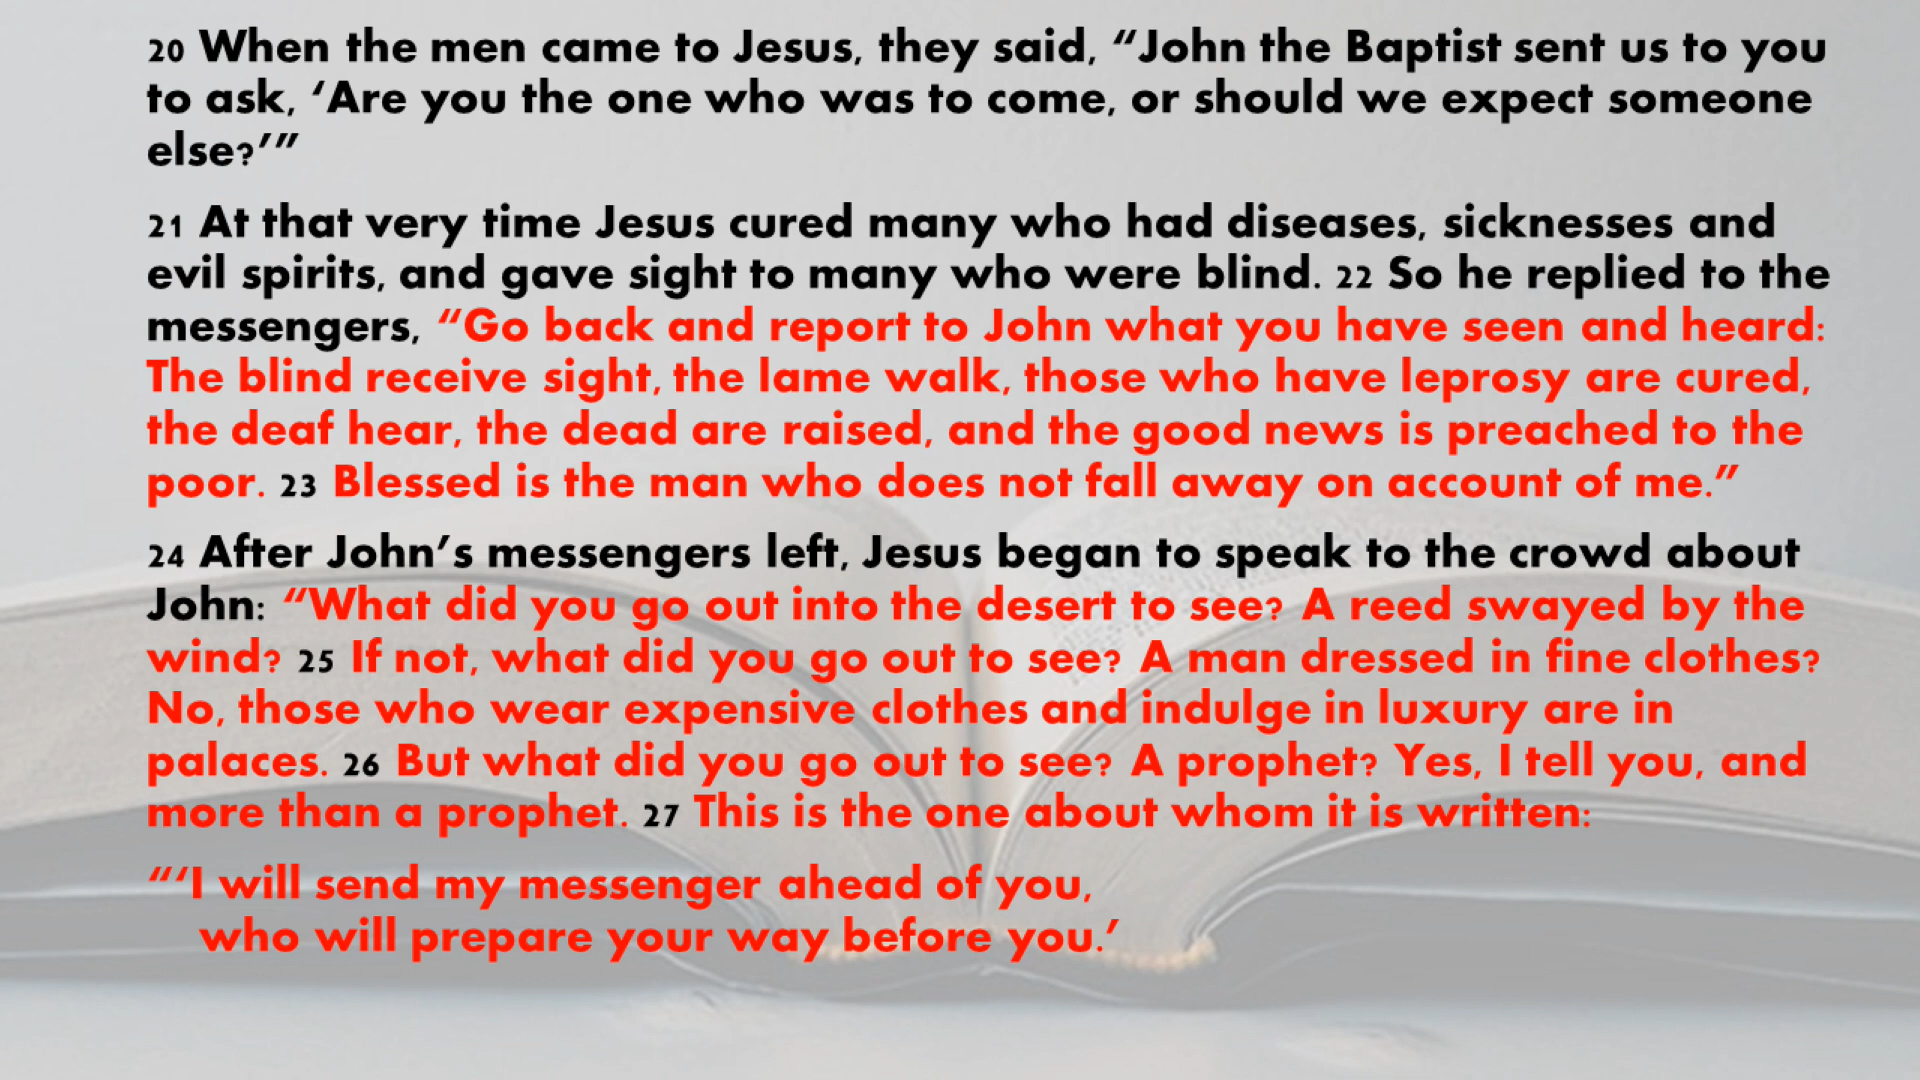 20 When the men came to Jesus, they said, “John the Baptist sent us to you
to ask, ‘Are you the one who was to come, or should we expect someone
else?’”
21 At that very time Jesus cured many who had diseases, sicknesses and
evil spirits, and gave sight to many who were blind. 22 So he replied to the
messengers, “Go back and report to John what you have seen and heard:
The blind receive sight, the lame walk, those who have leprosy are cured,
the deaf hear, the dead are raised, and the good news is preached to the
poor. 23 Blessed is the man who does not fall away on account of me.”
24 After John’s messengers left, Jesus began to speak to the crowd about
John: “What did you go out into the desert to see? A reed swayed by the
wind? 25 If not, what did you go out to see? A man dressed in fine clothes?
No, those who wear expensive clothes and indulge in luxury are in
palaces. 26 But what did you go out to see? A prophet? Yes, I tell you, and
more than a prophet. 27 This is the one about whom it is written:
“‘I will send my messenger ahead of you,
who will prepare your way before you.’